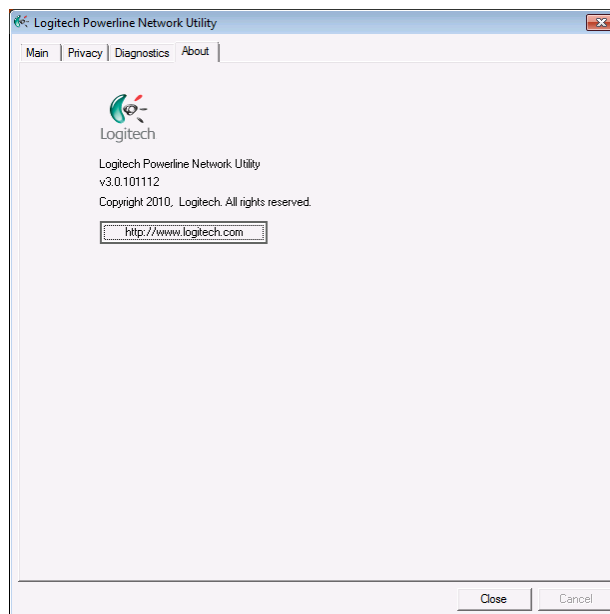 Logitech Powerline Network Utility
Main Privacy Diagnostics About
Logitech
Logitech Powerline Network Utility
v3.0.101112
Copyright 2010, Logitech. All rights reserved.
http://www.logitech.com
Close Cancel